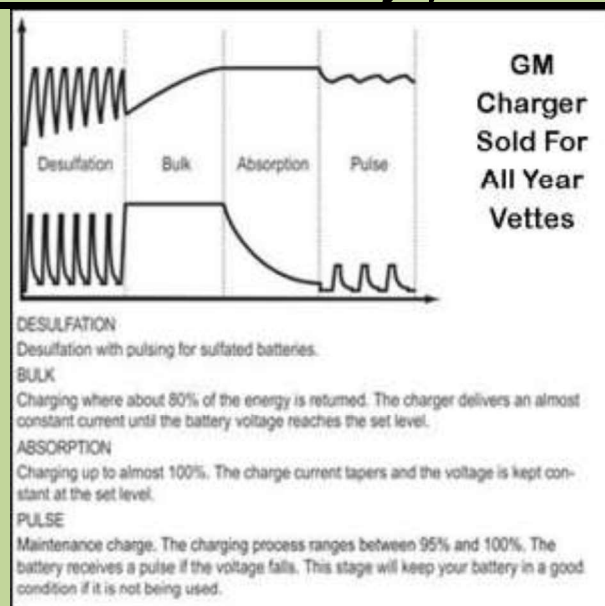 GM
Charger
Sold For
All Year
Vettes
Desulfation Bulk Absorption Pulse
DESULFATION
Desulfation with pulsing for sulfated batteries.
BULK
Charging where about 80% of the energy is returned. The charger delivers an almost
constant current until the battery voltage reaches the set level.
ABSORPTION
Charging up to almost 100%. The charge current tapers and the voltage is kept con-
stant at the set level.
PULSE
Maintenance charge. The charging process ranges between 95% and 100%. The
battery receives a pulse if the voltage falls. This stage will keep your battery in a good
condition if it is not being used.